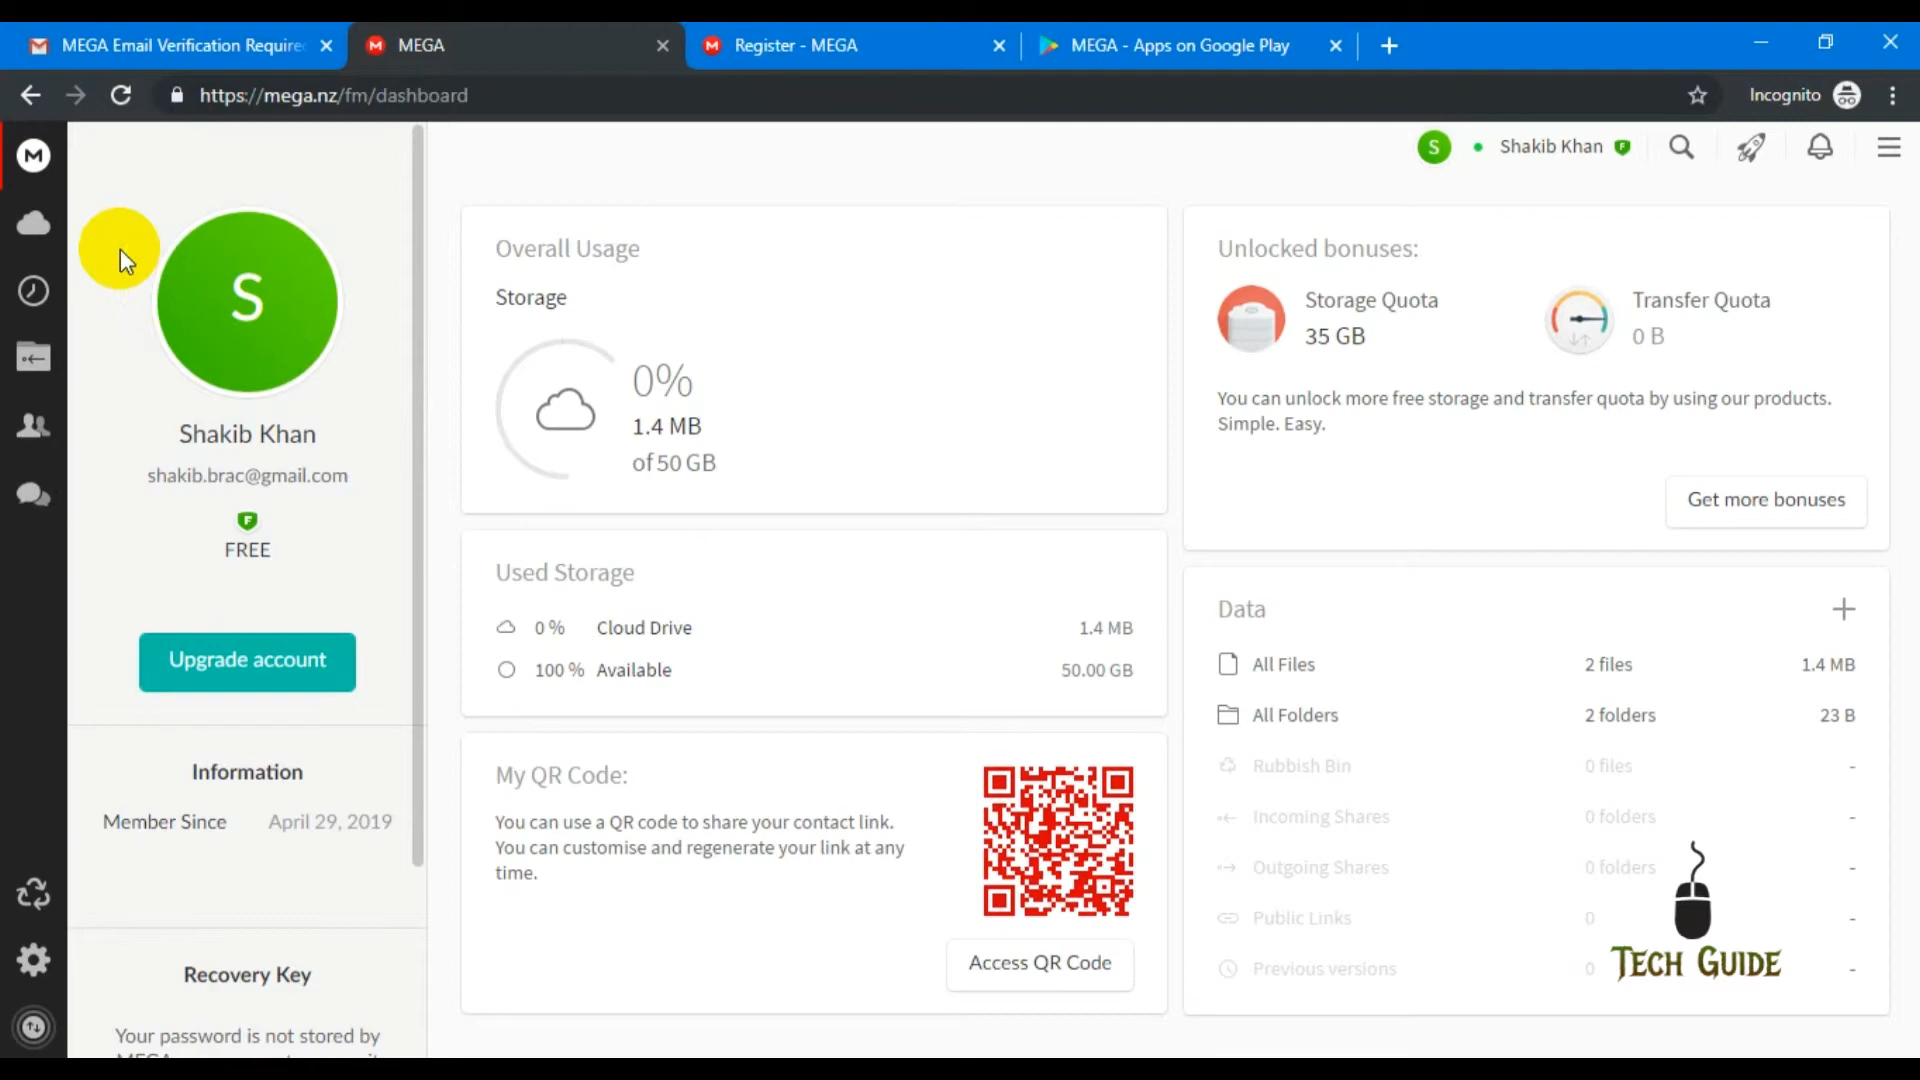 MEGA Email Verification Require
MEGA
Register - MEGA
MEGA - Apps on Google Play
https://mega.nz/fm/dashboard
Incognito
M
S
Shakib Khan
F
S
Shakib Khan
shakib.brac@gmail.com
F
FREE
Upgrade account
Information
Member Since April 29, 2019
Recovery Key
Your password is not stored by
Overall Usage
Storage
0%
1.4 MB
of 50 GB
Used Storage
0 % Cloud Drive 1.4 MB
100 % Available 50.00 GB
My QR Code:
You can use a QR code to share your contact link.
You can customise and regenerate your link at any
time.
Access QR Code
Unlocked bonuses:
Storage Quota
35 GB
Transfer Quota
0 B
You can unlock more free storage and transfer quota by using our products.
Simple. Easy.
Get more bonuses
Data
All Files 2 files 1.4 MB
All Folders 2 folders 23 B
Rubbish Bin 0 files -
Incoming Shares 0 folders -
Outgoing Shares 0 folders -
Public Links 0 -
Previous versions 0 -
TECH GUIDE